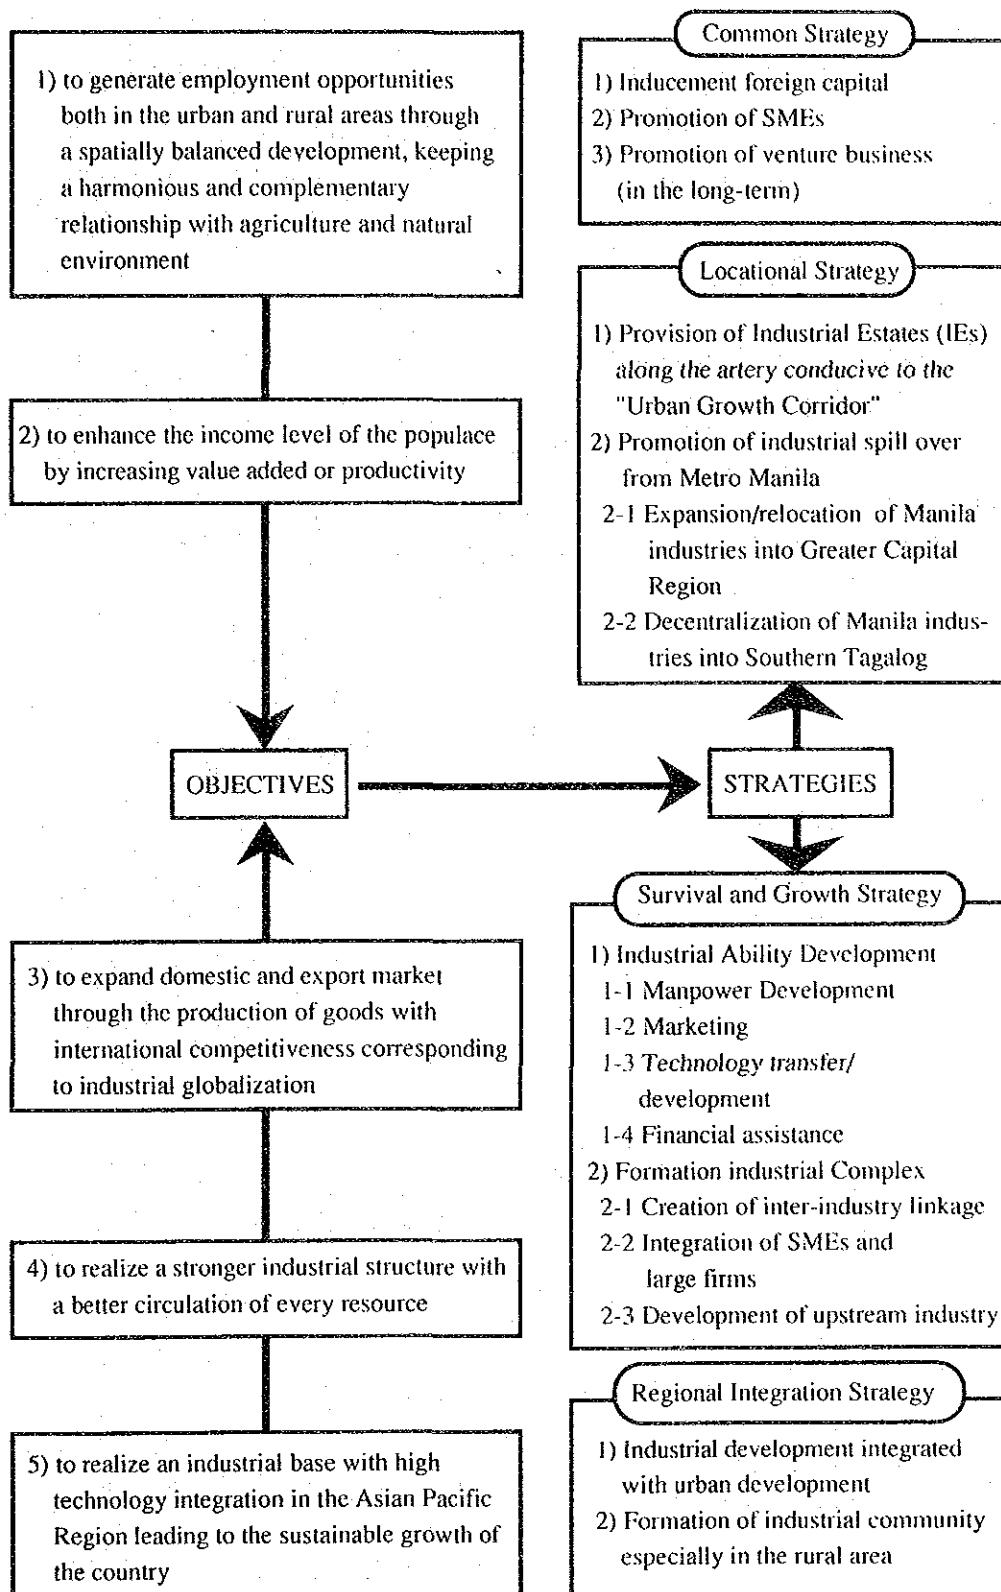 1) to generate employment opportunities
both in the urban and rural areas through
a spatially balanced development, keeping
a harmonious and complementary
relationship with agriculture and natural
environment
2) to enhance the income level of the populace
by increasing value added or productivity
OBJECTIVES
3) to expand domestic and export market
through the production of goods with
international competitiveness corresponding
to industrial globalization
4) to realize a stronger industrial structure with
a better circulation of every resource
5) to realize an industrial base with high
technology integration in the Asian Pacific
Region leading to the sustainable growth of
the country
Common Strategy
1) Inducement foreign capital
2) Promotion of SMEs
3) Promotion of venture business
(in the long-term)
Locational Strategy
1) Provision of Industrial Estates (IEs)
along the artery conducive to the
"Urban Growth Corridor"
2) Promotion of industrial spill over
from Metro Manila
2-1 Expansion/relocation of Manila
industries into Greater Capital
Region
2-2 Decentralization of Manila indus-
tries into Southern Tagalog
STRATEGIES
Survival and Growth Strategy
1) Industrial Ability Development
1-1 Manpower Development
1-2 Marketing
1-3 Technology transfer/
development
1-4 Financial assistance
2) Formation industrial Complex
2-1 Creation of inter-industry linkage
2-2 Integration of SMEs and
large firms
2-3 Development of upstream industry
Regional Integration Strategy
1) Industrial development integrated
with urban development
2) Formation of industrial community
especially in the rural area